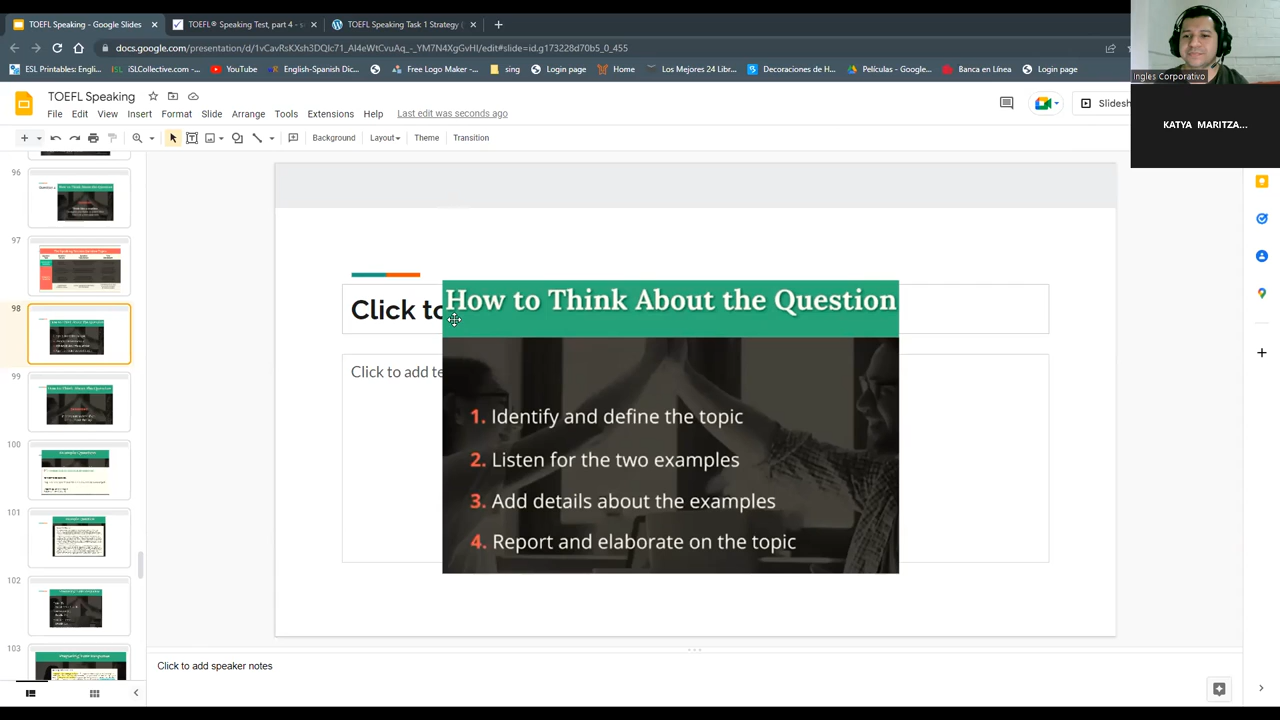 TOEFL Speaking - Google Slides
TOEFL® Speaking Test, part 4 - s
TOEFL Speaking Task 1 Strategy (
docs.google.com/presentation/d/1vCavRsKXsh3DQlc71_AI4eWtCvuAq_-_YM7N4XgGvHI/edit#slide=id.g173228d70b5_0_455
ESL Printables: Engli... iSLCollective.com - F... YouTube English-Spanish Dic... Free Logo Maker -... Start page Home Los Mejores 24 Libr... Decoraciones de H... Películas - Google... Banca en Línea Login page
Ingles Corporativo
KATYA MARITZA...
TOEFL Speaking
File Edit View Insert Format Slide Arrange Tools Extensions Help Last edit was seconds ago
Slidesh
Background Layout Theme Transition
96
97
98
99
100
101
102
103
How to Think About the Question
Click to
Click to add te
1. Identify and define the topic
2. Listen for the two examples
3. Add details about the examples
4. Report and elaborate on the topic
Click to add speaker notes